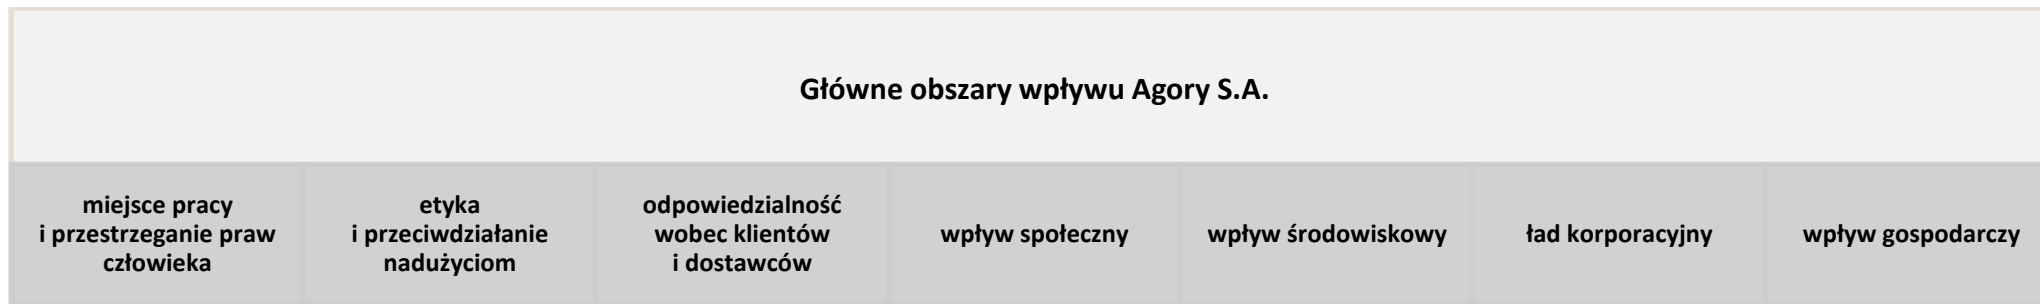 Główne obszary wpływu Agory S.A.
miejsce pracy
i przestrzeganie praw
człowieka
etyka
i przeciwdziałanie
nadużyciom
odpowiedzialność
wobec klientów
i dostawców
wpływ społeczny
wpływ środowiskowy
ład korporacyjny
wpływ gospodarczy